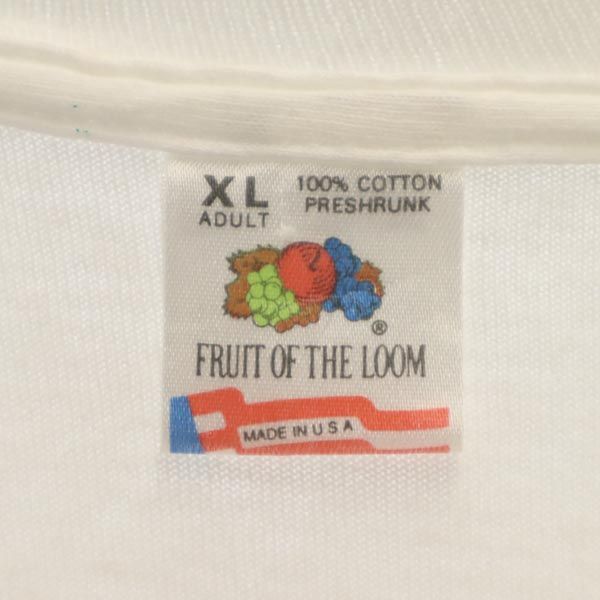 XL
ADULT
100% COTTON
PRESHRUNK
®
FRUIT OF THE LOOM
MADE IN U S A